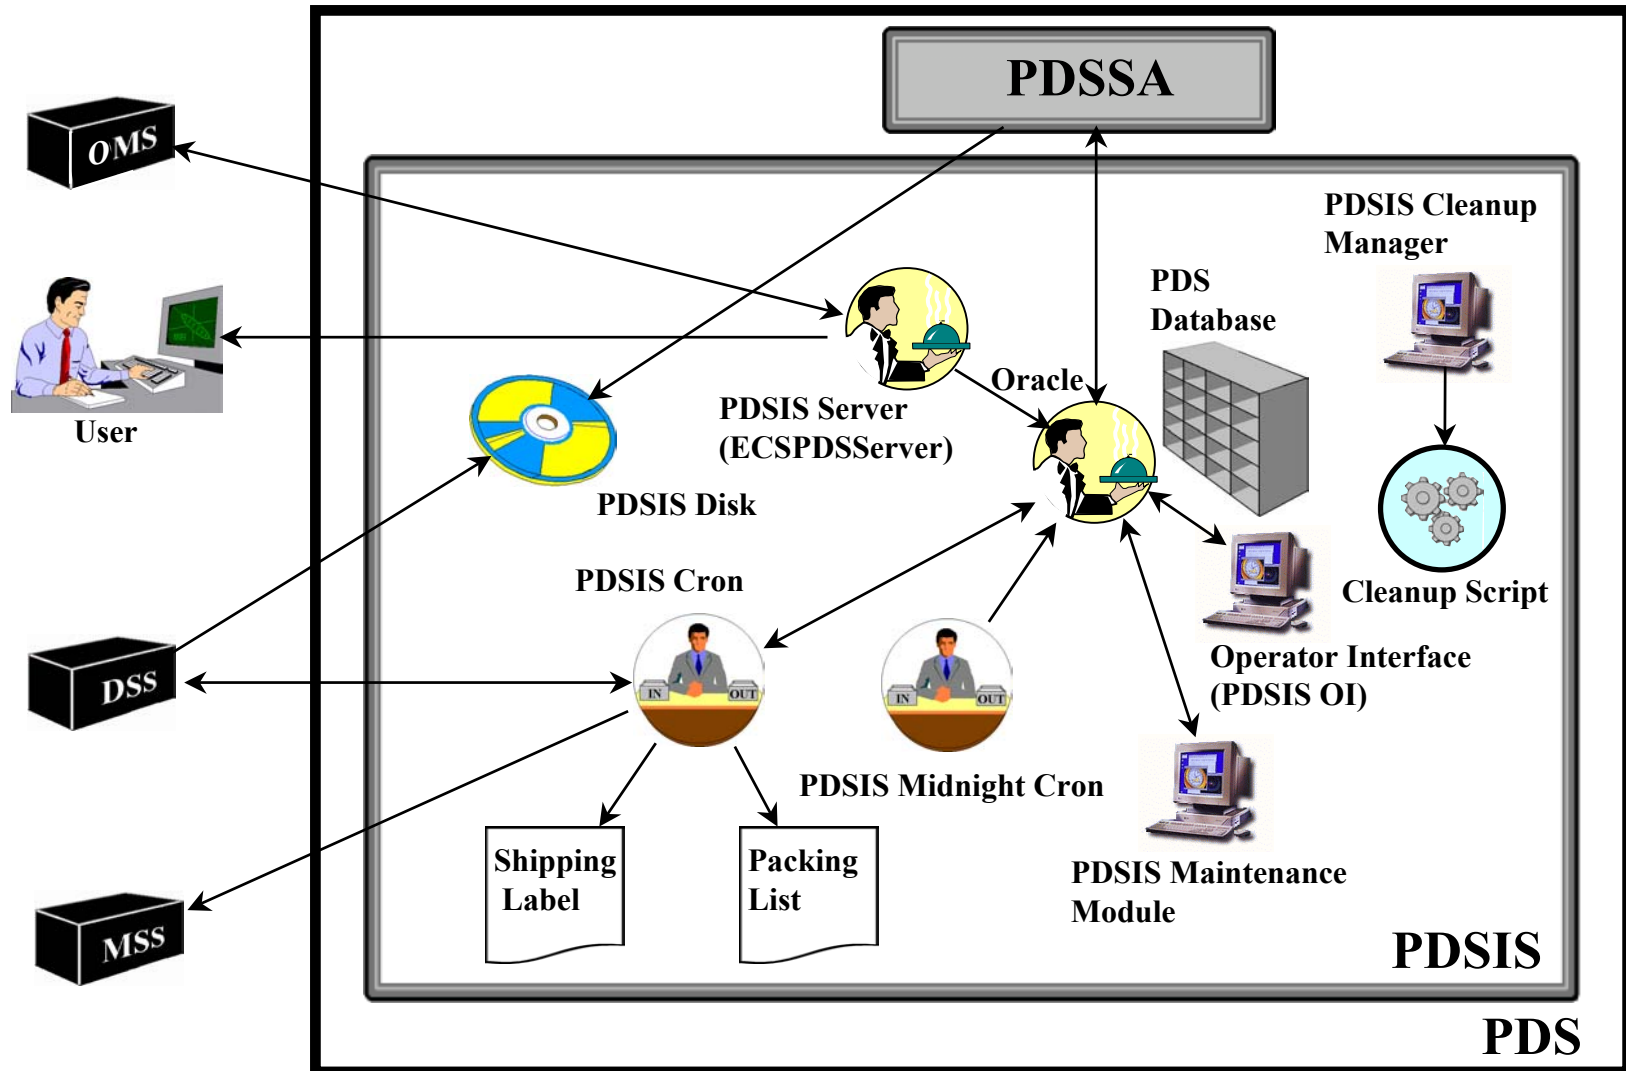 PDSSA
OMS
PDSIS Cleanup
Manager
PDS
Database
Oracle
PDSIS Server
(ECSPDSServer)
User
PDSIS Disk
PDSIS Cron
Cleanup Script
DSS
IN
OUT
IN
OUT
Operator Interface
(PDSIS OI)
PDSIS Midnight Cron
Shipping
Label
Packing
List
PDSIS Maintenance
Module
MSS
PDSIS
PDS